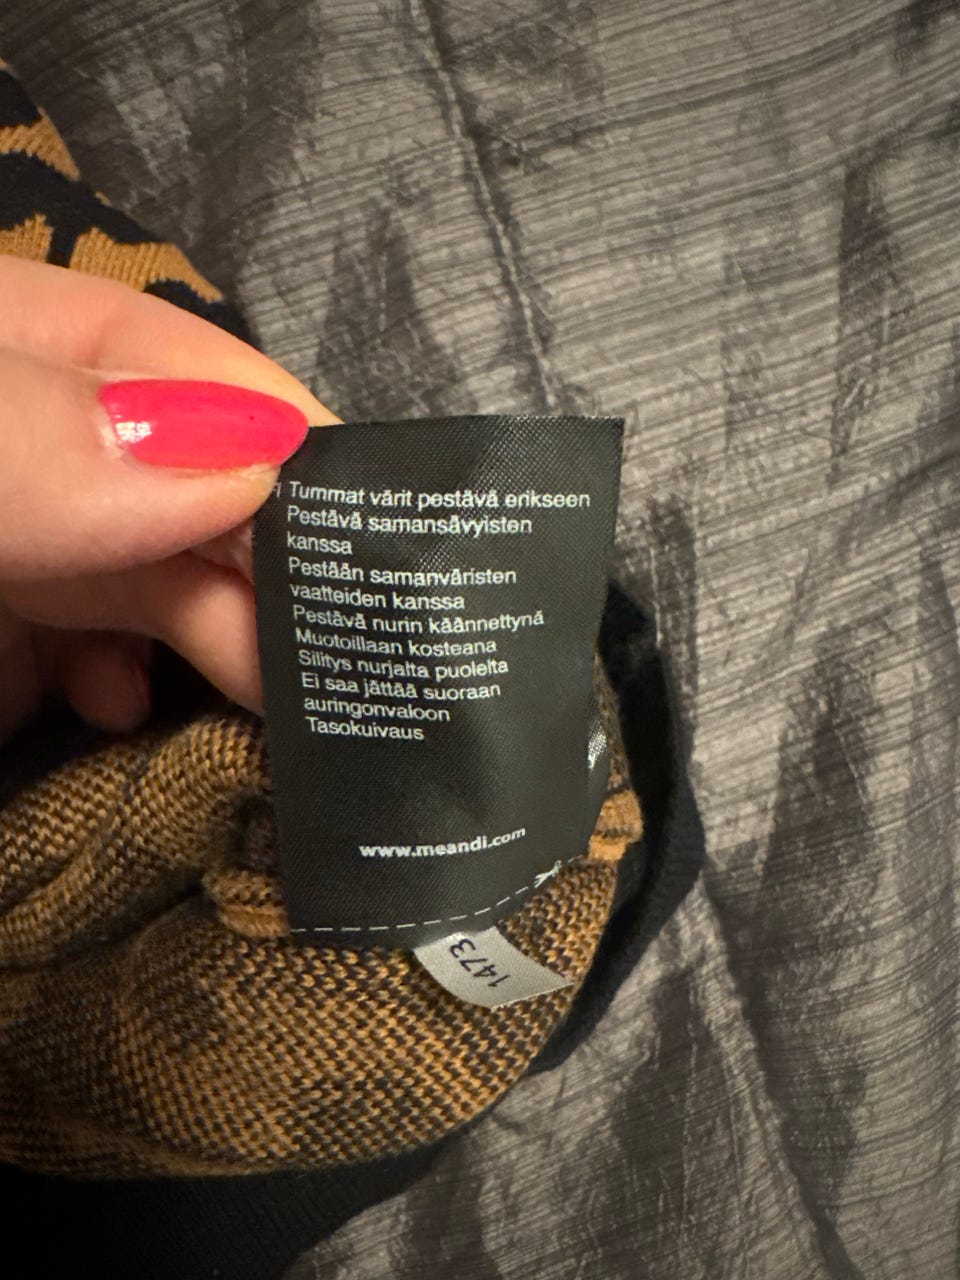 Tummat värit pestävä erikseen
Pestävä samansävyisten
kanssa
Pestään samanväristen
vaatteiden kanssa
Pestävä nurin käännettynä
Muotoillaan kosteana
Silitys nurjalta puolelta
Ei saa jättää suoraan
auringonvaloon
Tasokuivaus
www.meandi.com
1473